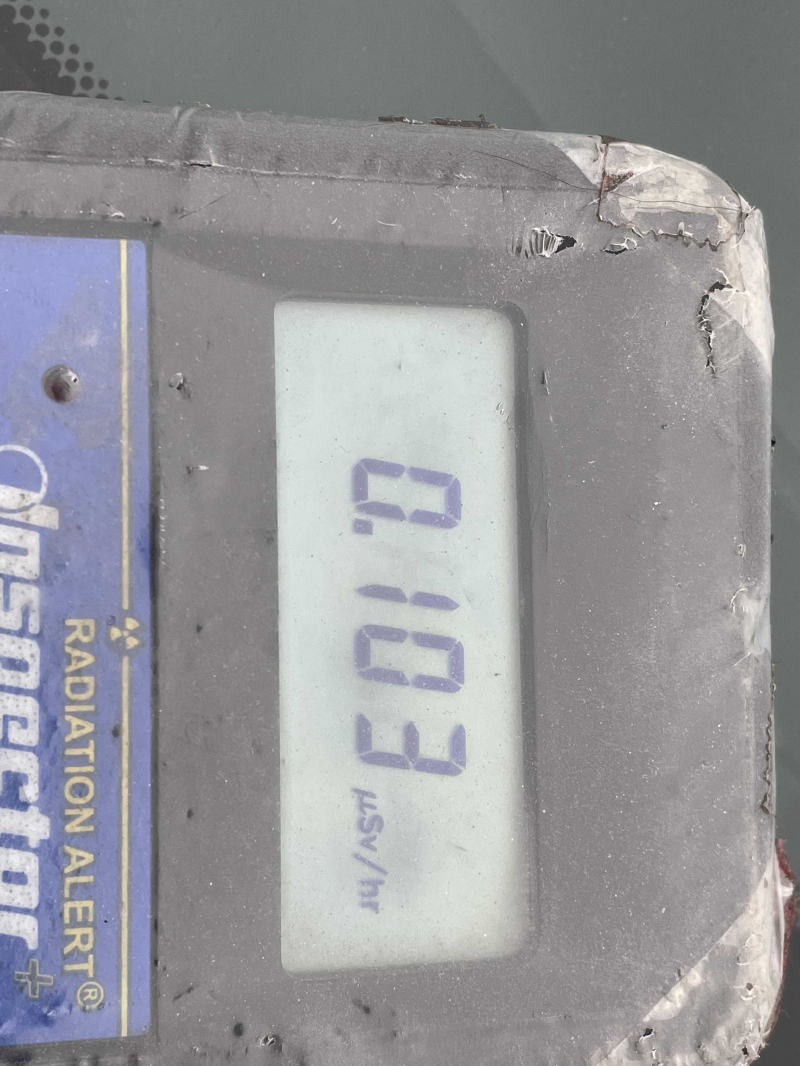 0.103 μSv/hr
RADIATION ALERT®
Inspector+